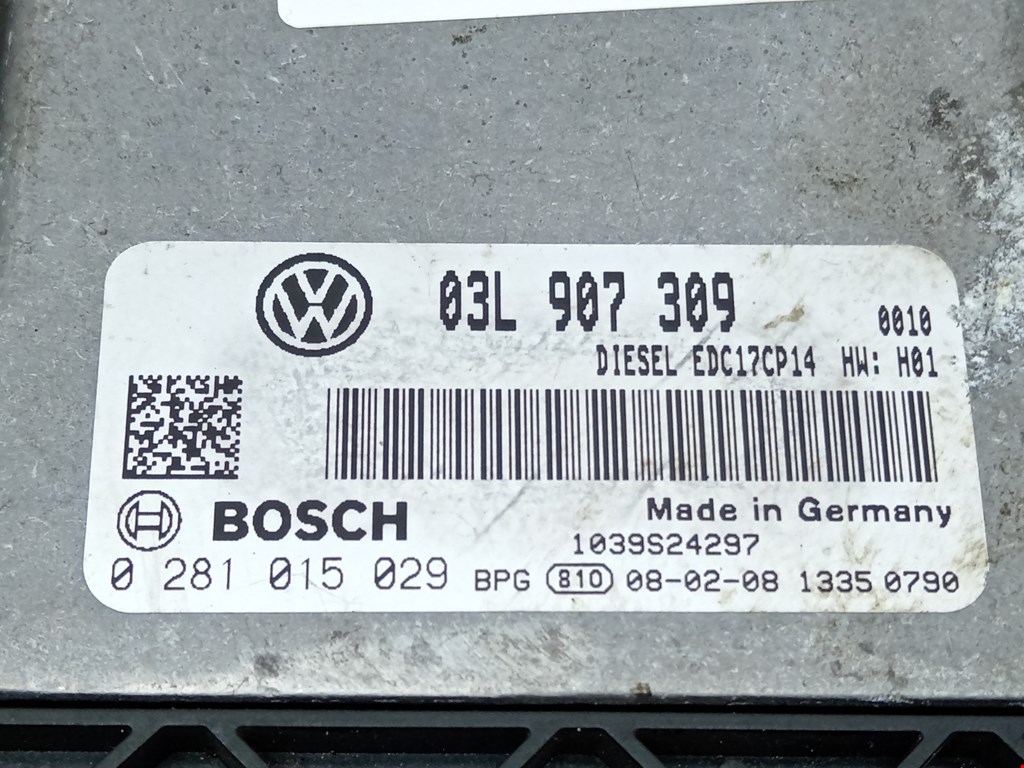 03L 907 309
0010
DIESEL EDC17CP14 HW: H01
BOSCH
Made in Germany
1039S24297
0 281 015 029 BPG 810 08-02-08 1335 0790